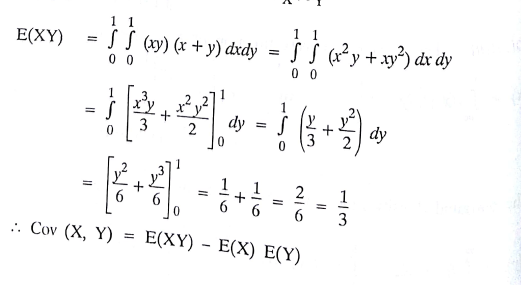 E(XY) = ∫₀¹ ∫₀¹ (xy) (x + y) dxdy = ∫₀¹ ∫₀¹ (x²y + xy²) dx dy
= ∫₀¹ [x³y/3 + x²y²/2]₀¹ dy = ∫₀¹ (y/3 + y²/2) dy
= [y²/6 + y³/6]₀¹ = 1/6 + 1/6 = 2/6 = 1/3
∴ Cov (X, Y) = E(XY) – E(X) E(Y)